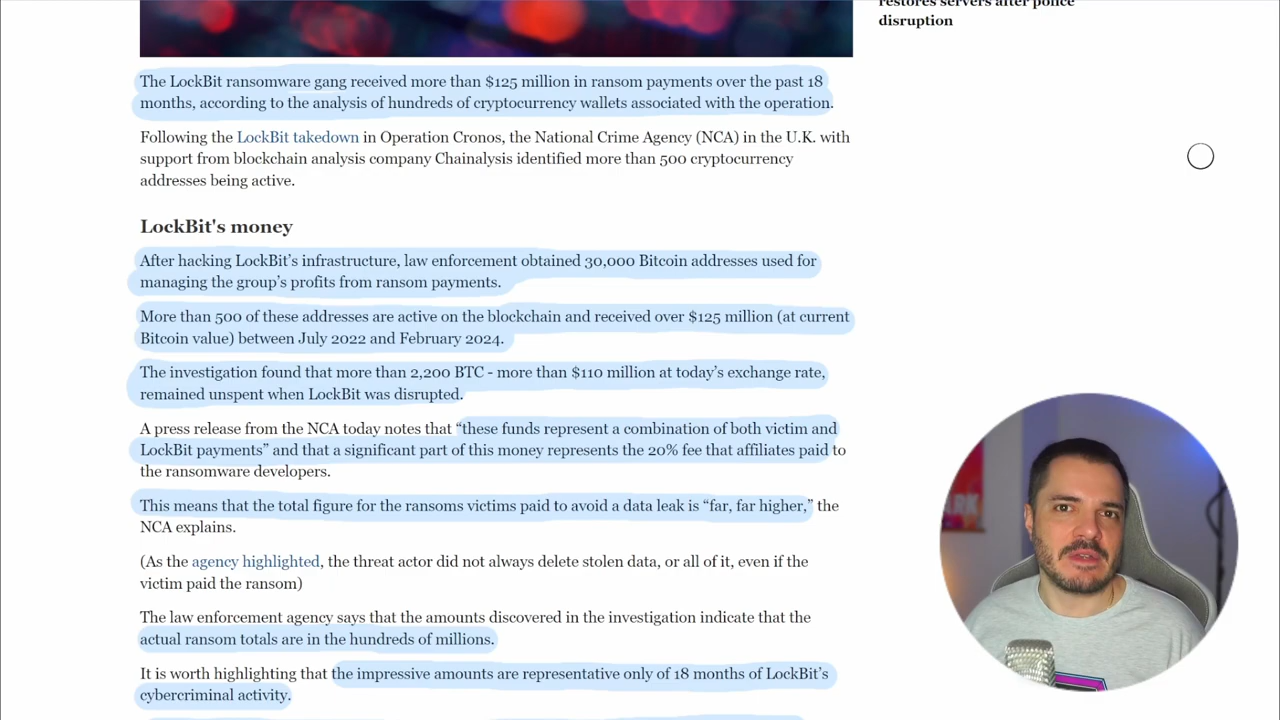 restores servers after police
disruption
The LockBit ransomware gang received more than $125 million in ransom payments over the past 18
months, according to the analysis of hundreds of cryptocurrency wallets associated with the operation.
Following the LockBit takedown in Operation Cronos, the National Crime Agency (NCA) in the U.K. with
support from blockchain analysis company Chainalysis identified more than 500 cryptocurrency
addresses being active.
LockBit's money
After hacking LockBit's infrastructure, law enforcement obtained 30,000 Bitcoin addresses used for
managing the group's profits from ransom payments.
More than 500 of these addresses are active on the blockchain and received over $125 million (at current
Bitcoin value) between July 2022 and February 2024.
The investigation found that more than 2,200 BTC - more than $110 million at today's exchange rate,
remained unspent when LockBit was disrupted.
A press release from the NCA today notes that “these funds represent a combination of both victim and
LockBit payments” and that a significant part of this money represents the 20% fee that affiliates paid to
the ransomware developers.
This means that the total figure for the ransoms victims paid to avoid a data leak is “far, far higher,” the
NCA explains.
(As the agency highlighted, the threat actor did not always delete stolen data, or all of it, even if the
victim paid the ransom)
The law enforcement agency says that the amounts discovered in the investigation indicate that the
actual ransom totals are in the hundreds of millions.
It is worth highlighting that the impressive amounts are representative only of 18 months of LockBit's
cybercriminal activity.